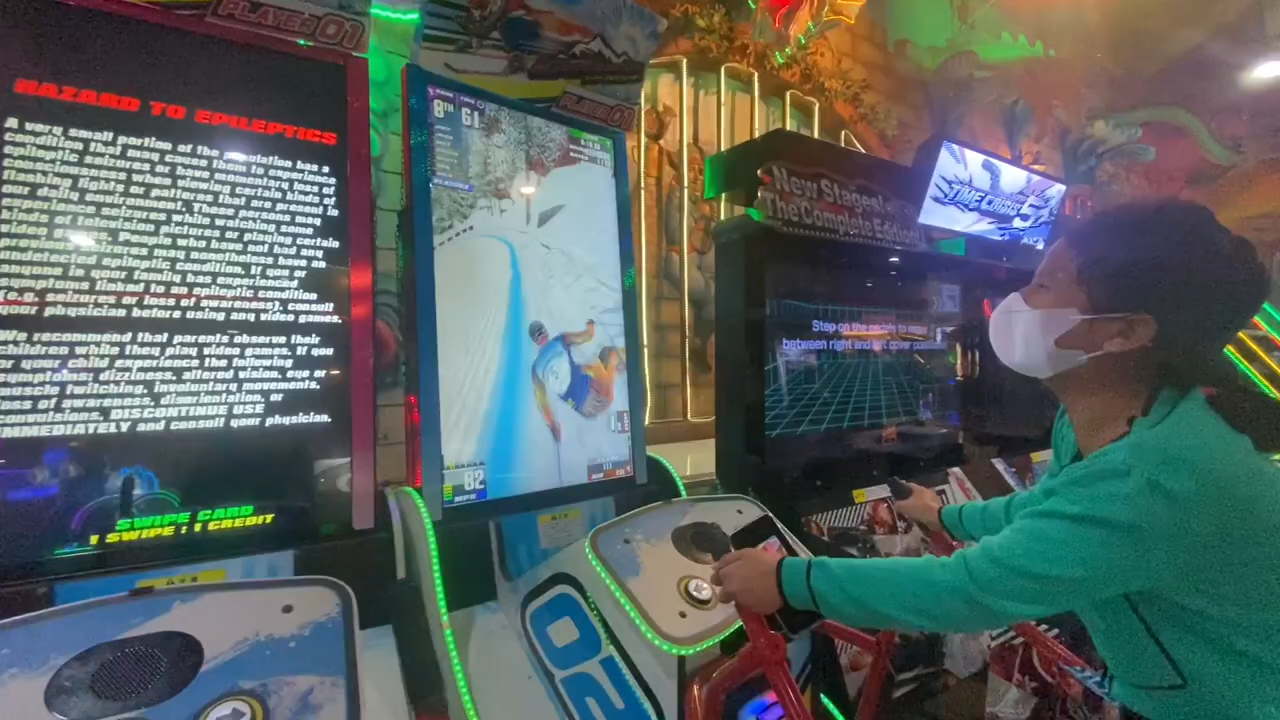 PLAYER 01
HAZARD TO EPILEPTICS
A very small portion of the population has a
condition that may cause them to experience
epileptic seizures or have momentary loss of
consciousness when viewing certain kinds of
flashing lights or patterns that are present in
our daily environment. These persons may
experience seizures while watching some
kinds of television pictures or playing certain
video games. People who have not had any
previous seizures may nonetheless have an
undetected epileptic condition. If you or
anyone in your family has experienced
symptoms linked to an epileptic condition
(e.g. seizures or loss of awareness), consult
your physician before using any video games.
We recommend that parents observe their
children while they play video games. If you
or your child experience the following
symptoms: dizziness, altered vision, eye or
muscle twitching, involuntary movements,
loss of awareness, disorientation, or
convulsions, DISCONTINUE USE
IMMEDIATELY and consult your physician.
SWIPE CARD
1 SWIPE : 1 CREDIT
PLAYER 01
8TH
61
82
02
New Stages!
The Complete Edition!
TIME CRISIS 5
Step on the pedals to move
between right and left cover